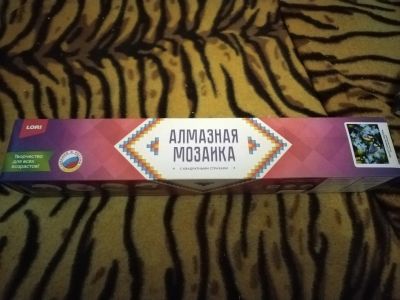 LORI
Творчество
для всех
возрастов!
АЛМАЗНАЯ
МОЗАИКА
С КВАДРАТНЫМИ СТРАЗАМИ